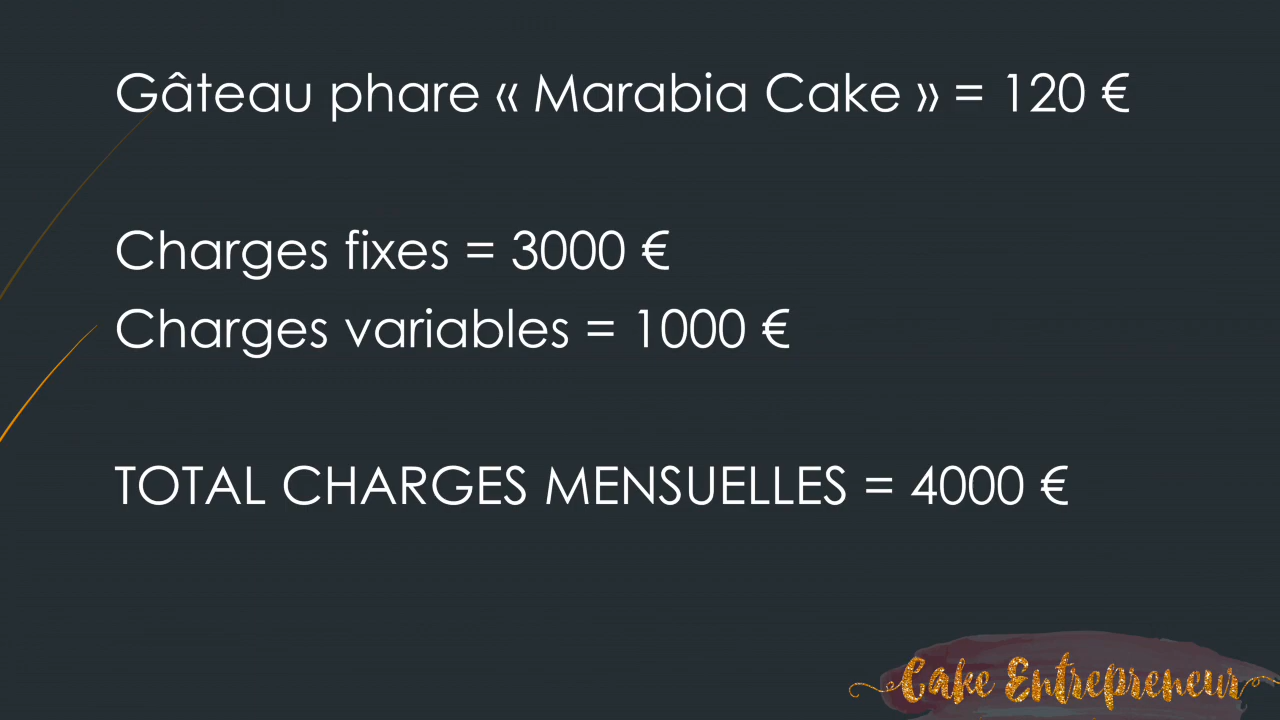 Gâteau phare « Marabia Cake » = 120 €
Charges fixes = 3000 €
Charges variables = 1000 €
TOTAL CHARGES MENSUELLES = 4000 €
Cake Entrepreneur